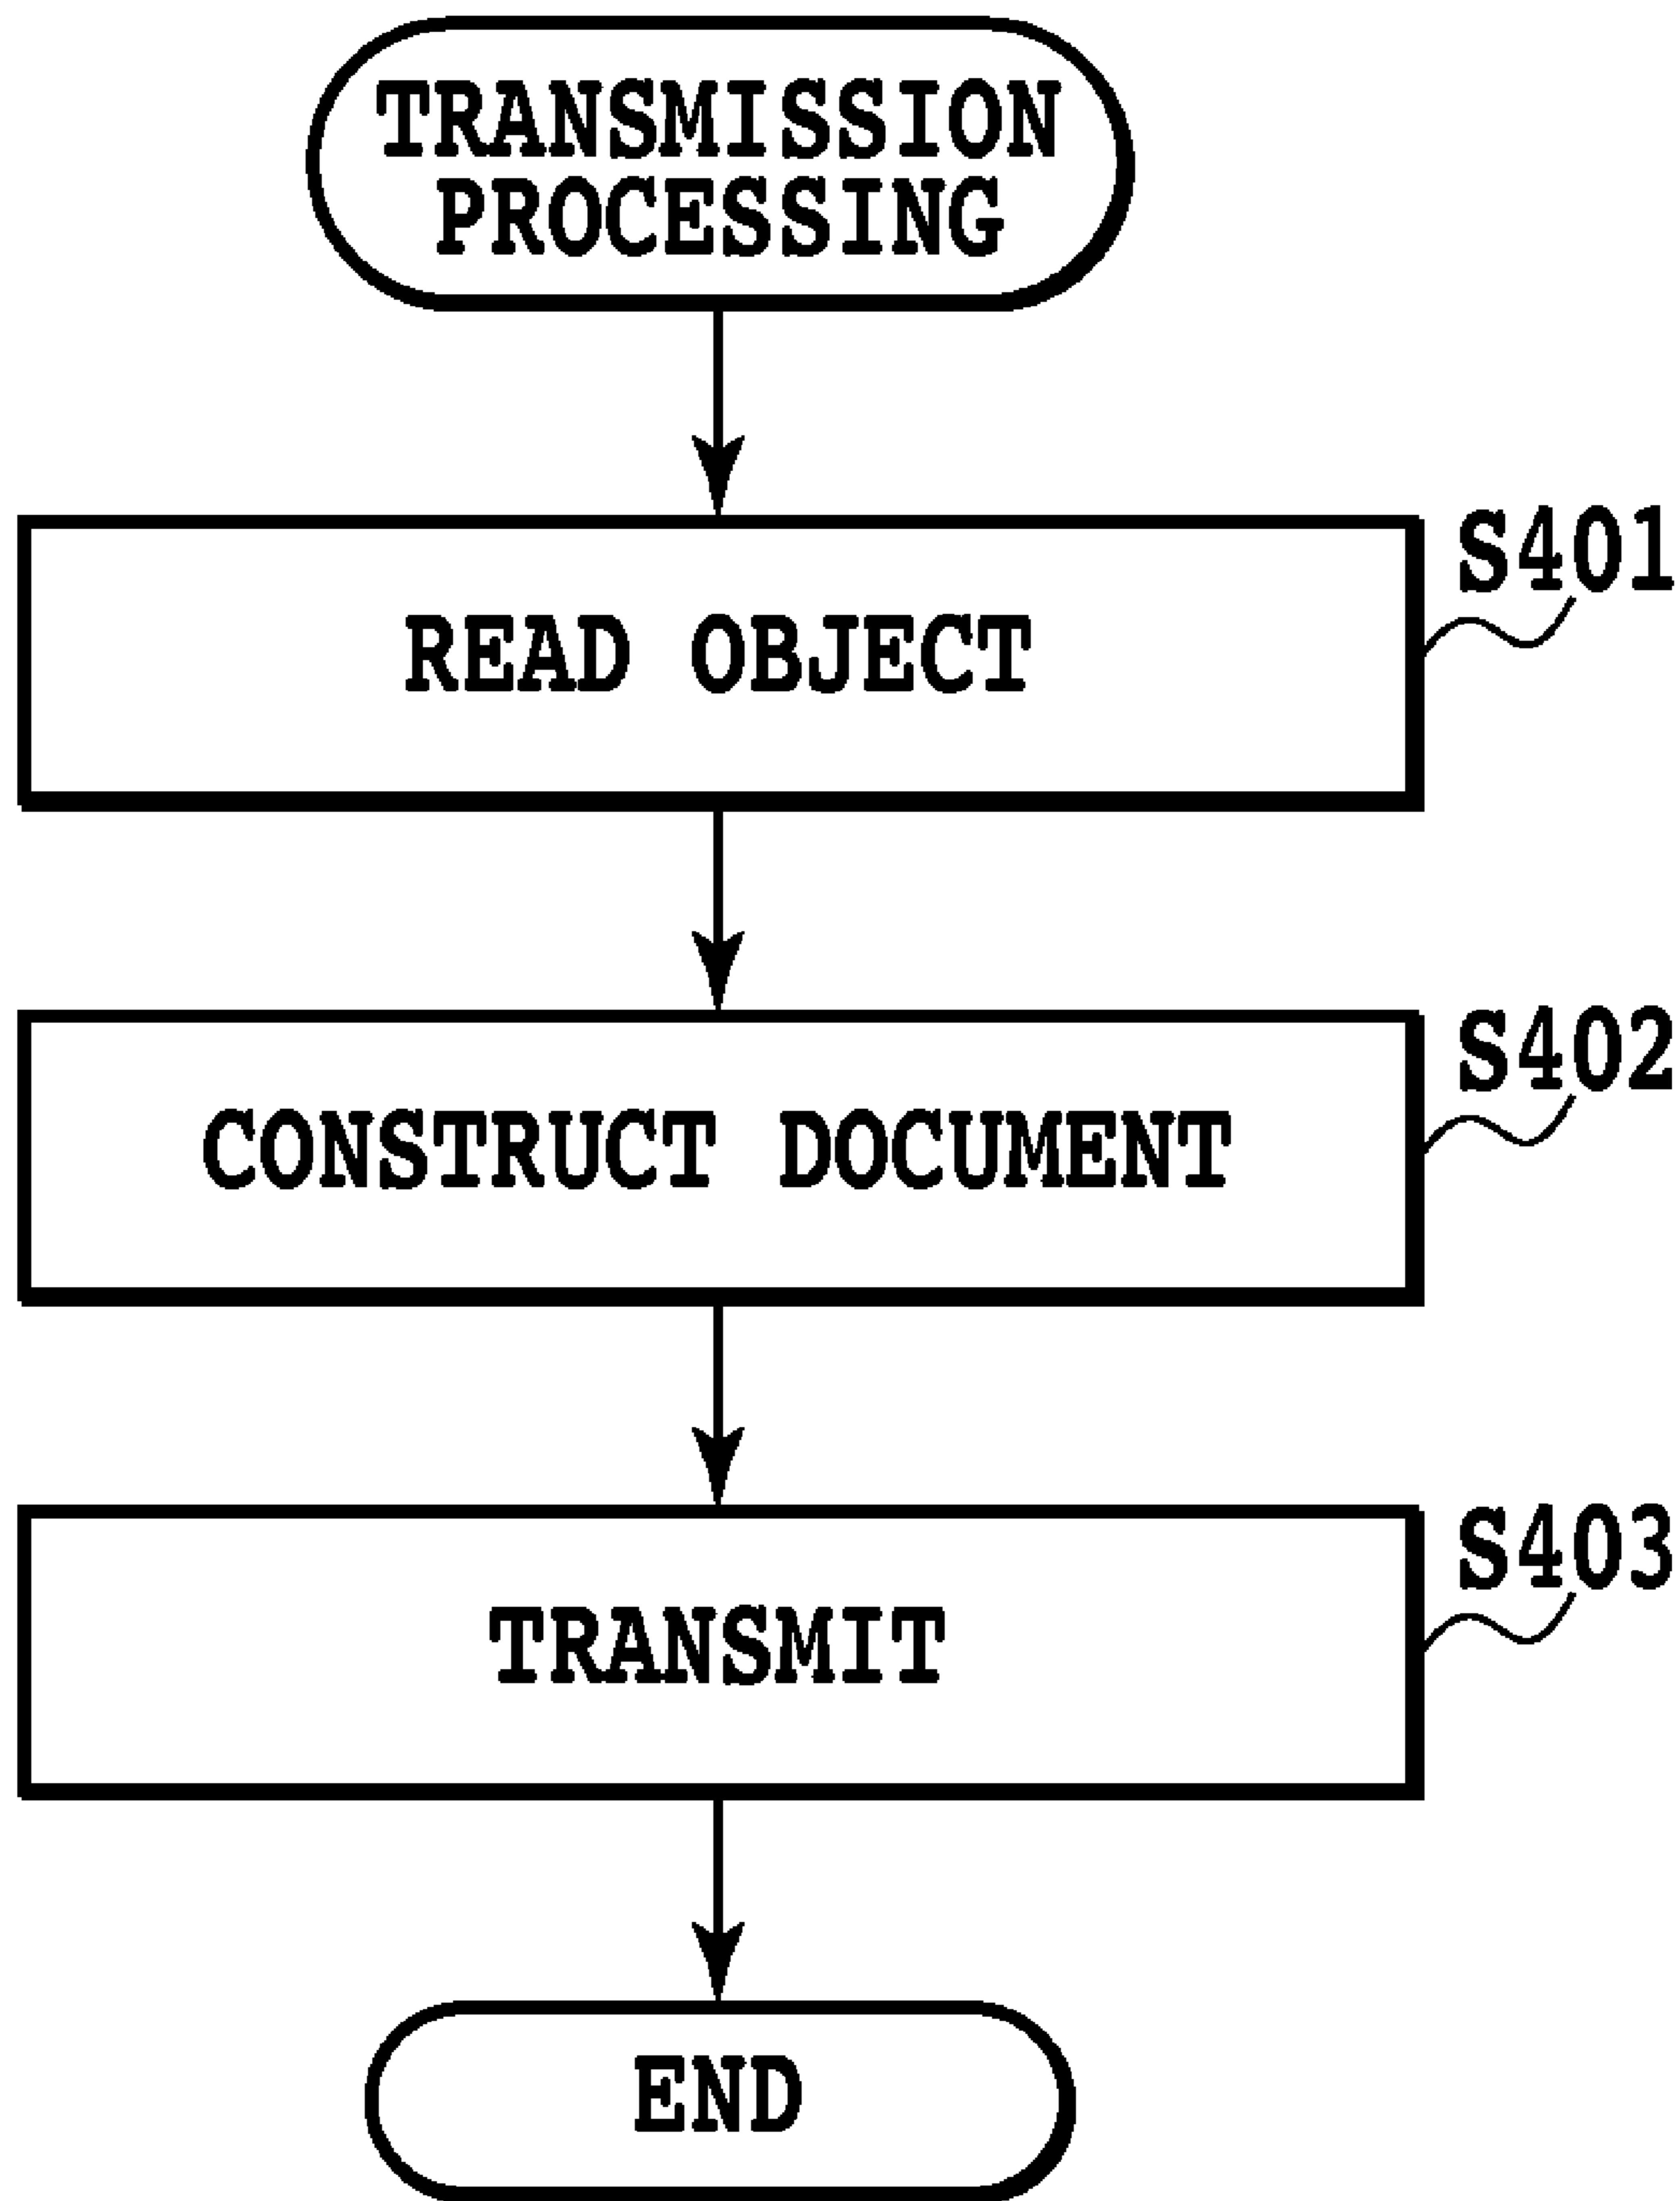 TRANSMISSION
PROCESSING
S401
READ OBJECT
S402
CONSTRUCT DOCUMENT
S403
TRANSMIT
END